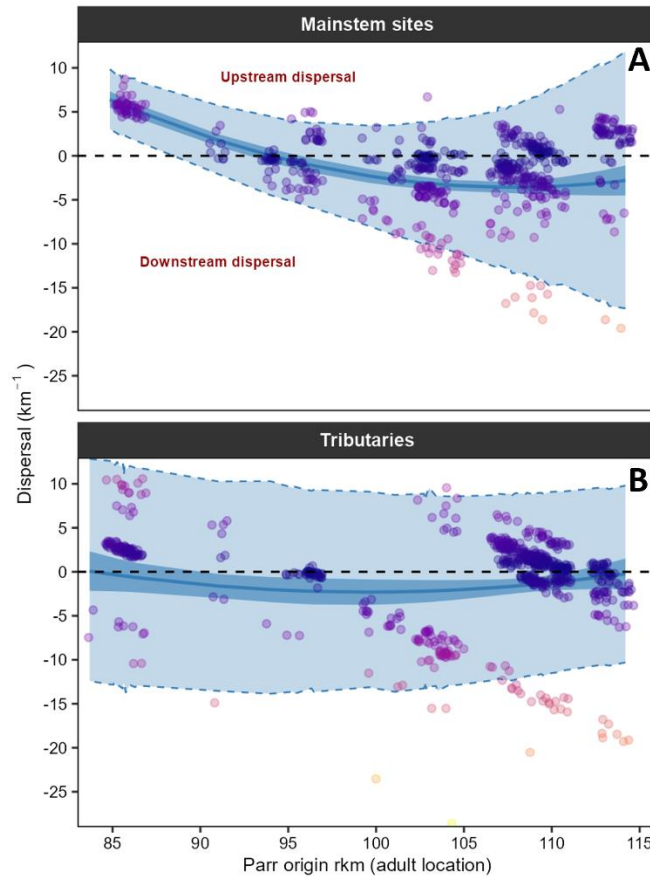 Mainstem sites
A
10
Upstream dispersal
5
0
-5
-10
Downstream dispersal
-15
-20
-25
Dispersal (km⁻¹)
Tributaries
B
10
5
0
-5
-10
-15
-20
-25
85 90 95 100 105 110 115
Parr origin rkm (adult location)